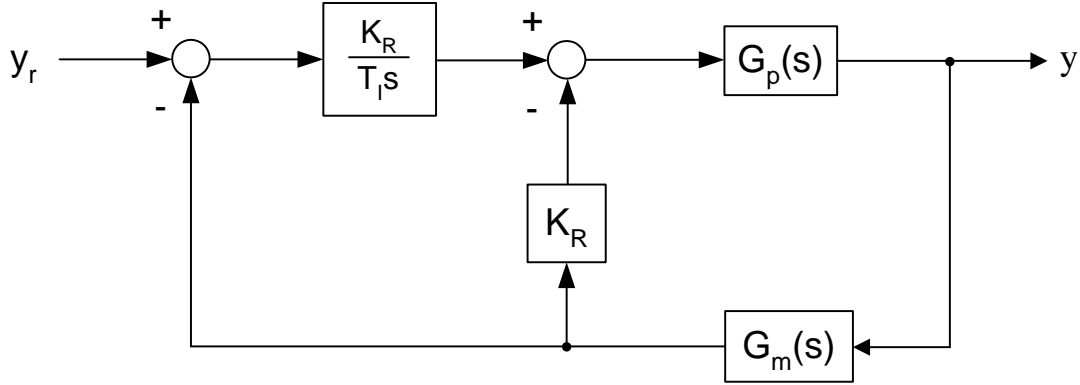 +
+
y_r
K_R
T_I s
G_p(s)
y
-
-
K_R
G_m(s)